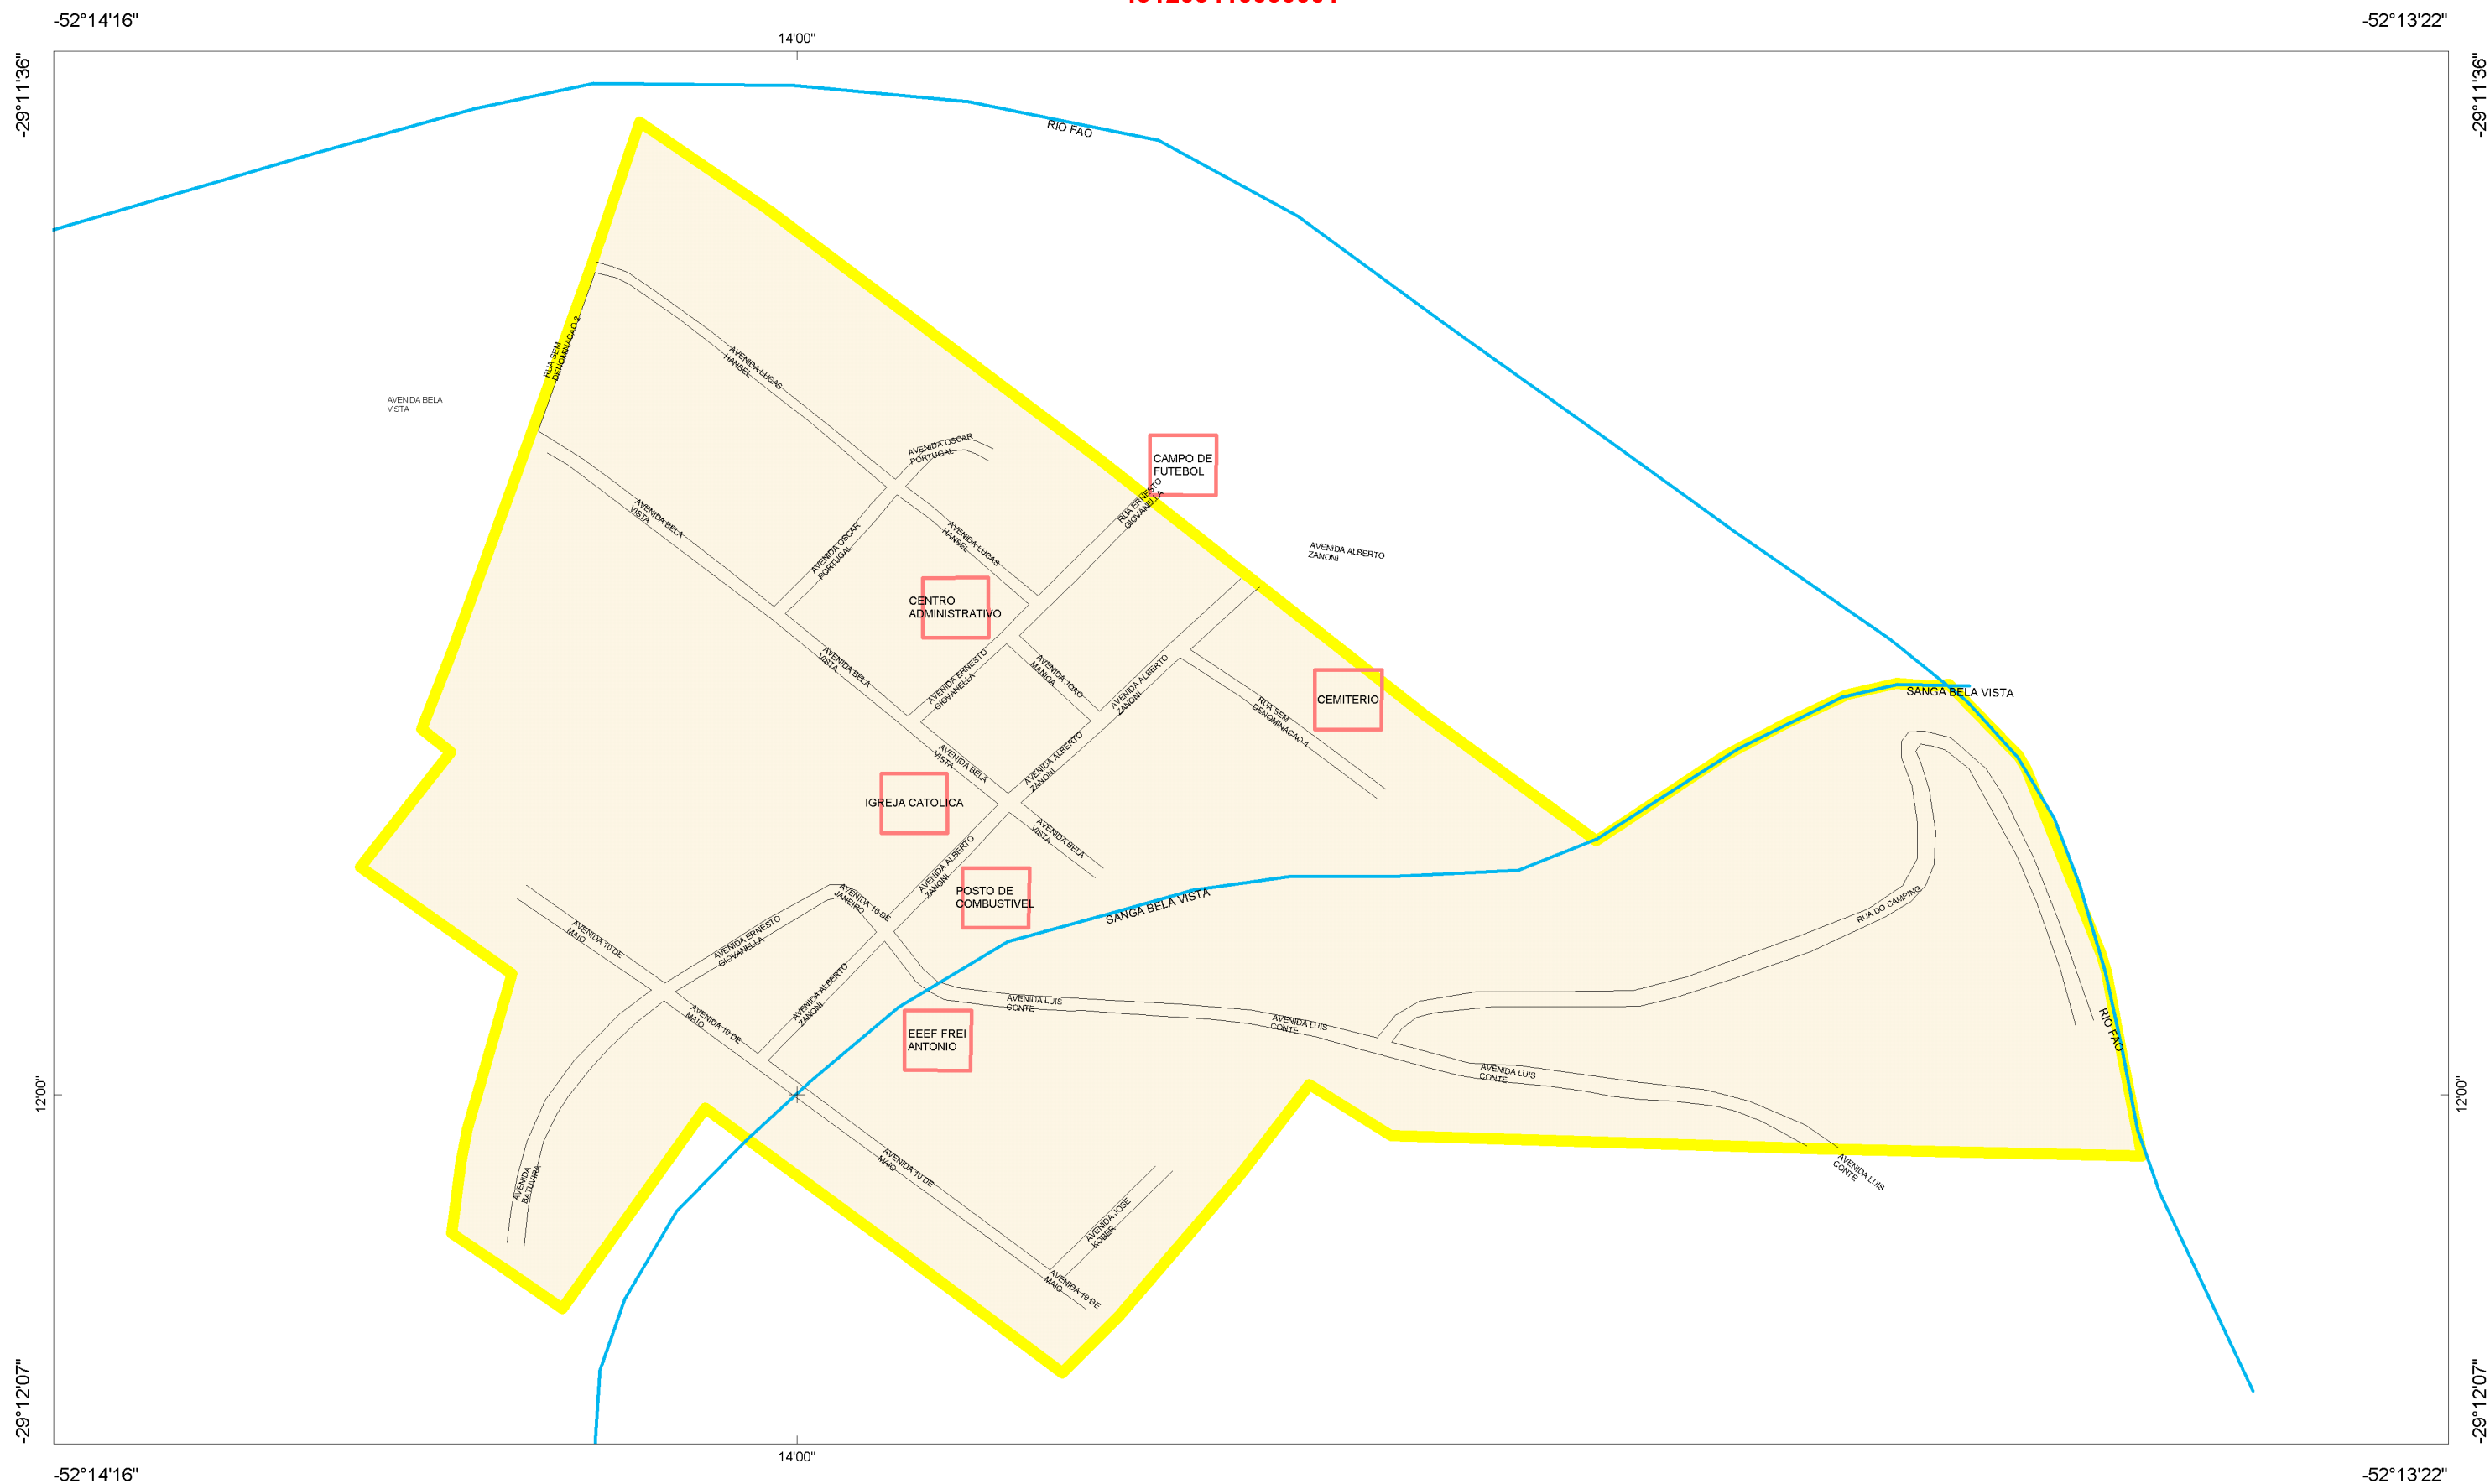 -52°14'16"
-52°13'22"
14'00"
-29°11'36"
-29°11'36"
RIO FAO
RUA SEM
DENOMINACAO 2
AVENIDA LUCAS
HANSEL
AVENIDA BELA
VISTA
AVENIDA OSCAR
PORTUGAL
CAMPO DE
FUTEBOL
RUA ERNESTO
GIOVANELLA
AVENIDA BELA
VISTA
AVENIDA OSCAR
PORTUGAL
AVENIDA LUCAS
HANSEL
AVENIDA ALBERTO
ZANONI
CENTRO
ADMINISTRATIVO
AVENIDA BELA
VISTA
AVENIDA ERNESTO
GIOVANELLA
AVENIDA JOAO
MANICA
AVENIDA ALBERTO
ZANONI
CEMITERIO
SANGA BELA VISTA
RUA SEM
DENOMINACAO 1
AVENIDA BELA
VISTA
AVENIDA ALBERTO
ZANONI
IGREJA CATOLICA
AVENIDA BELA
VISTA
AVENIDA ALBERTO
ZANONI
POSTO DE
COMBUSTIVEL
AVENIDA 10 DE
JANEIRO
SANGA BELA VISTA
RUA DO CAMPING
AVENIDA 10 DE
MAIO
AVENIDA ERNESTO
GIOVANELLA
AVENIDA ALBERTO
ZANONI
AVENIDA LUIS
CONTE
AVENIDA 10 DE
MAIO
EEEF FREI
ANTONIO
AVENIDA LUIS
CONTE
RIO FAO
AVENIDA LUIS
CONTE
12'00"
12'00"
AVENIDA
BATUVIRA
AVENIDA 10 DE
MAIO
AVENIDA LUIS
CONTE
AVENIDA JOSE
KOBER
AVENIDA 10 DE
MAIO
-29°12'07"
-29°12'07"
14'00"
-52°14'16"
-52°13'22"